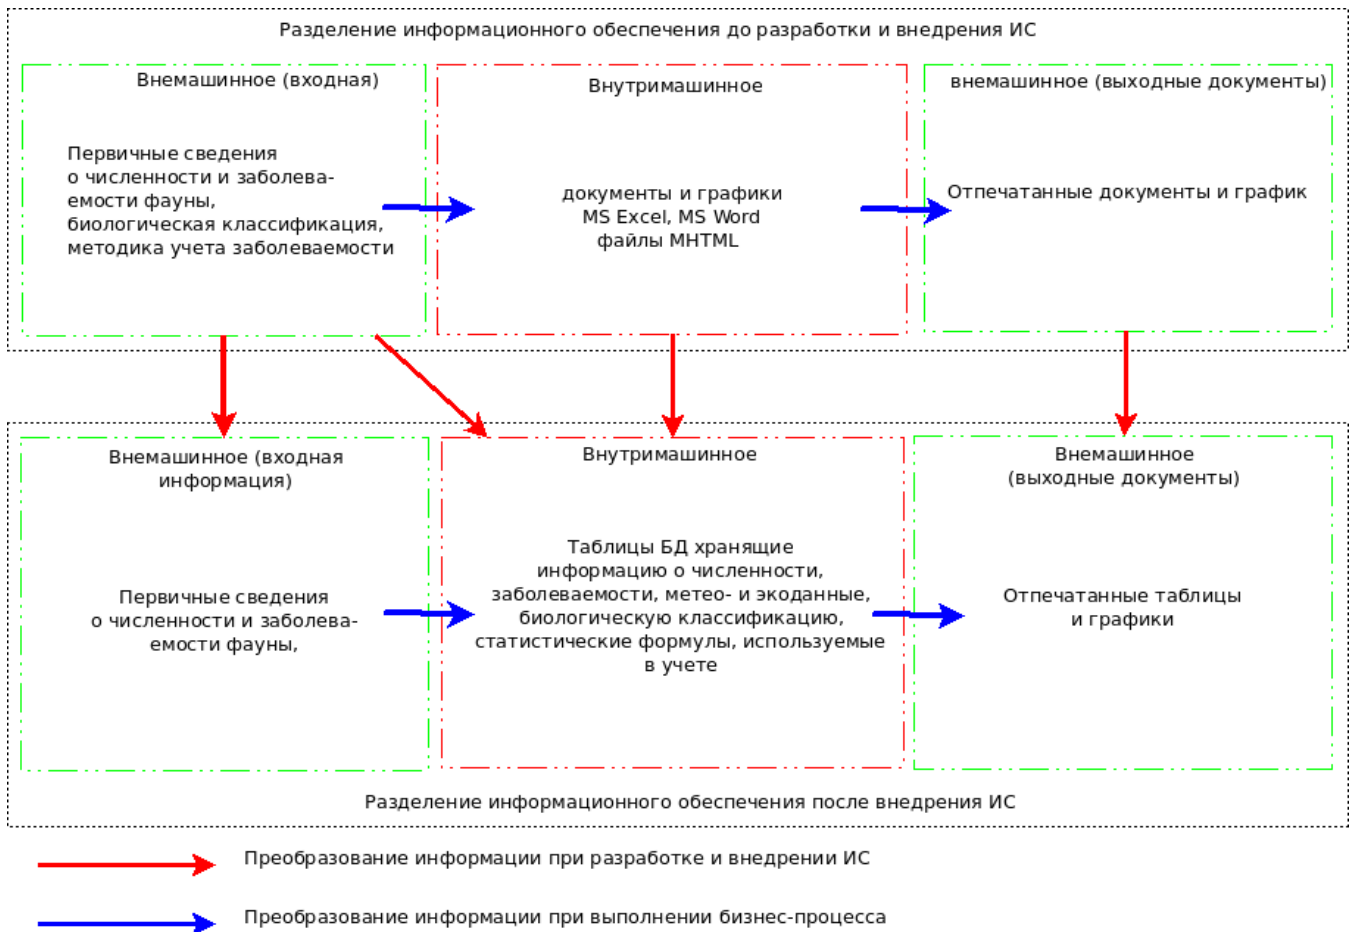 Разделение информационного обеспечения до разработки и внедрения ИС
Внемашинное (входная)
Первичные сведения
о численности и заболева-
емости фауны,
биологическая классификация,
методика учета заболеваемости
Внутримашинное
документы и графики
MS Excel, MS Word
файлы MHTML
внемашинное (выходные документы)
Отпечатанные документы и график
Внемашинное (входная
информация)
Первичные сведения
о численности и заболева-
емости фауны,
Внутримашинное
Таблицы БД хранящие
информацию о численности,
заболеваемости, метео- и экоданные,
биологическую классификацию,
статистические формулы, используемые
в учете
Внемашинное
(выходные документы)
Отпечатанные таблицы
и графики
Разделение информационного обеспечения после внедрения ИС
Преобразование информации при разработке и внедрении ИС
Преобразование информации при выполнении бизнес-процесса